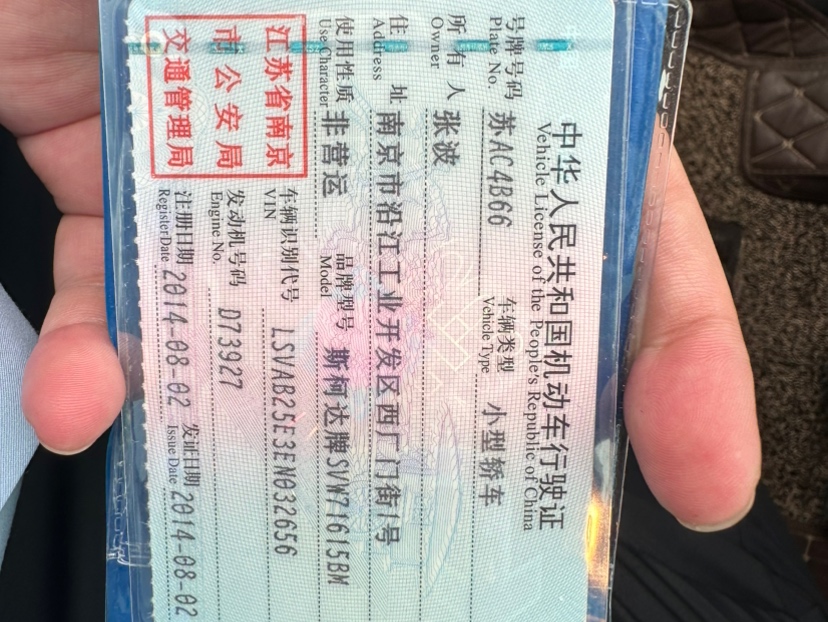 中华人民共和国机动车行驶证
Vehicle License of the People's Republic of China
号牌号码 苏AC4B66 车辆类型 小型轿车
Plate No. Vehicle Type
所有人 张波
Owner
住址 南京市沿江工业开发区西厂门街1号
Address
使用性质 非营运 品牌型号 斯柯达牌SVW71615BM
Use Character Model
江苏省南京
市公安局
交通管理局
车辆识别代号 LSVAB25E3EN032656
VIN
发动机号码 D73927
Engine No.
注册日期 2014-08-02 发证日期 2014-08-02
Register Date Issue Date